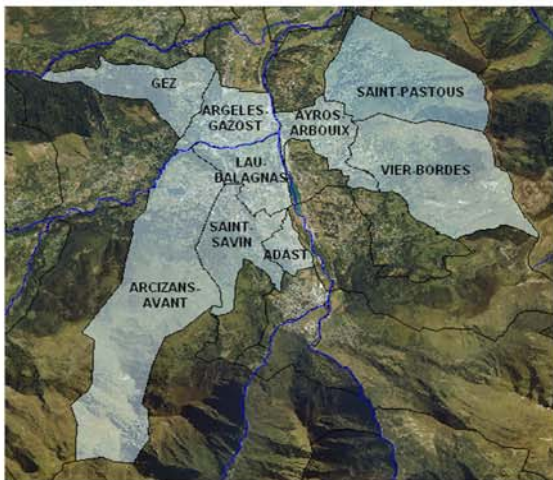 GEZ
SAINT-PASTOUS
ARGELES-
GAZOST
AYROS-
ARBOUIX
LAU-
BALAGNAS
VIER-BORDES
SAINT-
SAVIN
ADAST
ARCIZANS-
AVANT